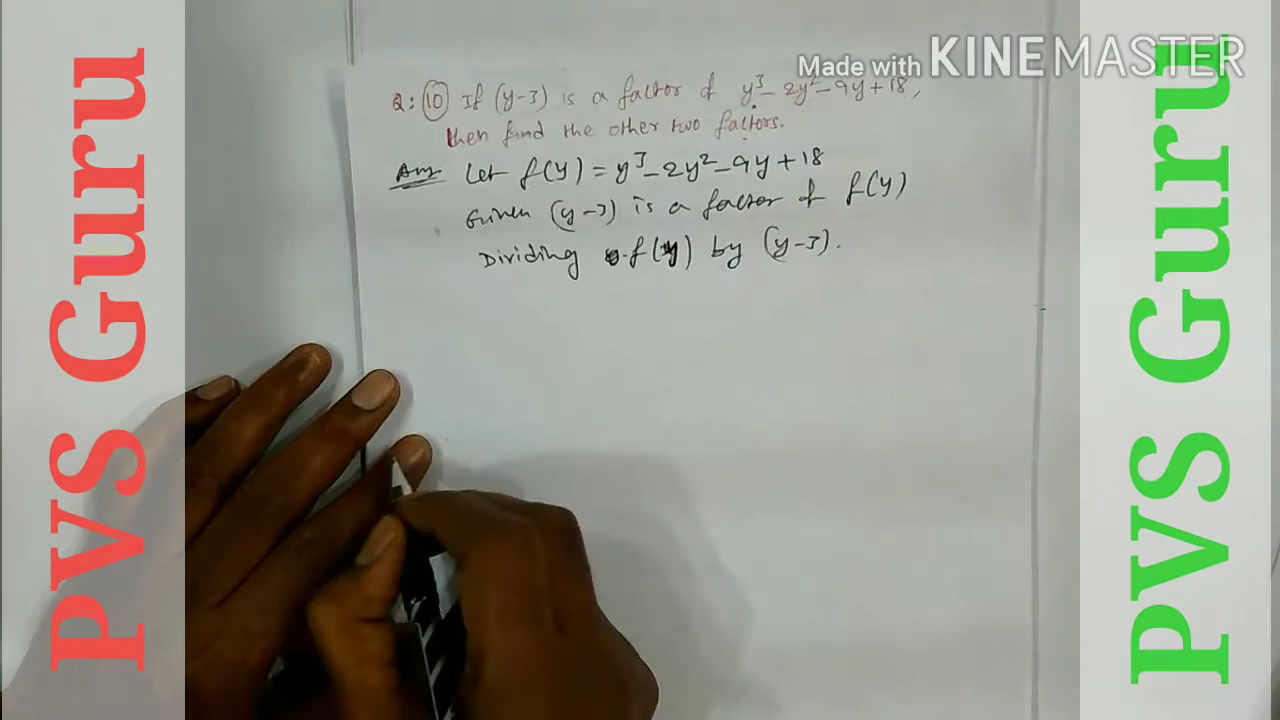 PVS Guru
Made with KINEMASTER
Q: 10 If (y-3) is a factor of y³-2y²-9y+18,
then find the other two factors.
Ans Let f(y) = y³-2y²-9y+18
Given (y-3) is a factor of f(y)
Dividing f(y) by (y-3).
PVS Guru